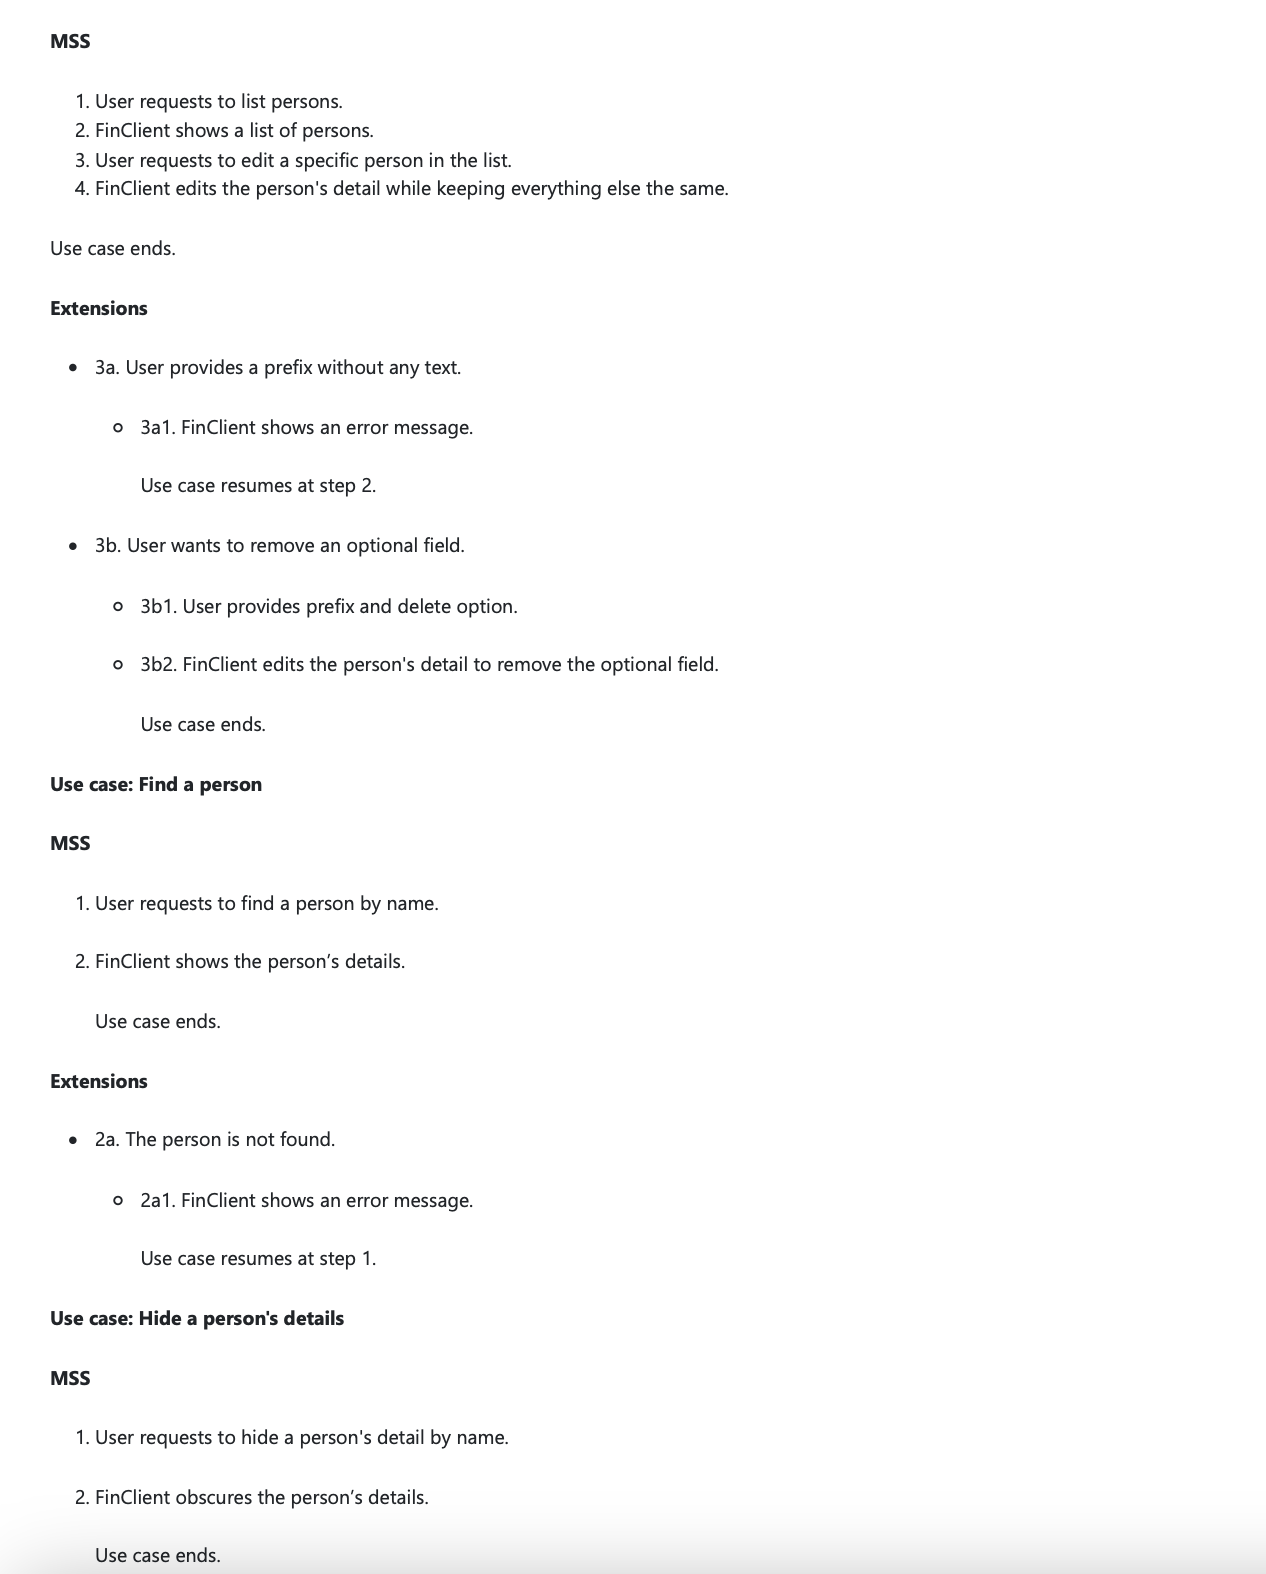 MSS
1. User requests to list persons.
2. FinClient shows a list of persons.
3. User requests to edit a specific person in the list.
4. FinClient edits the person's detail while keeping everything else the same.
Use case ends.
Extensions
• 3a. User provides a prefix without any text.
○ 3a1. FinClient shows an error message.
Use case resumes at step 2.
• 3b. User wants to remove an optional field.
○ 3b1. User provides prefix and delete option.
○ 3b2. FinClient edits the person's detail to remove the optional field.
Use case ends.
Use case: Find a person
MSS
1. User requests to find a person by name.
2. FinClient shows the person’s details.
Use case ends.
Extensions
• 2a. The person is not found.
○ 2a1. FinClient shows an error message.
Use case resumes at step 1.
Use case: Hide a person's details
MSS
1. User requests to hide a person's detail by name.
2. FinClient obscures the person’s details.
Use case ends.